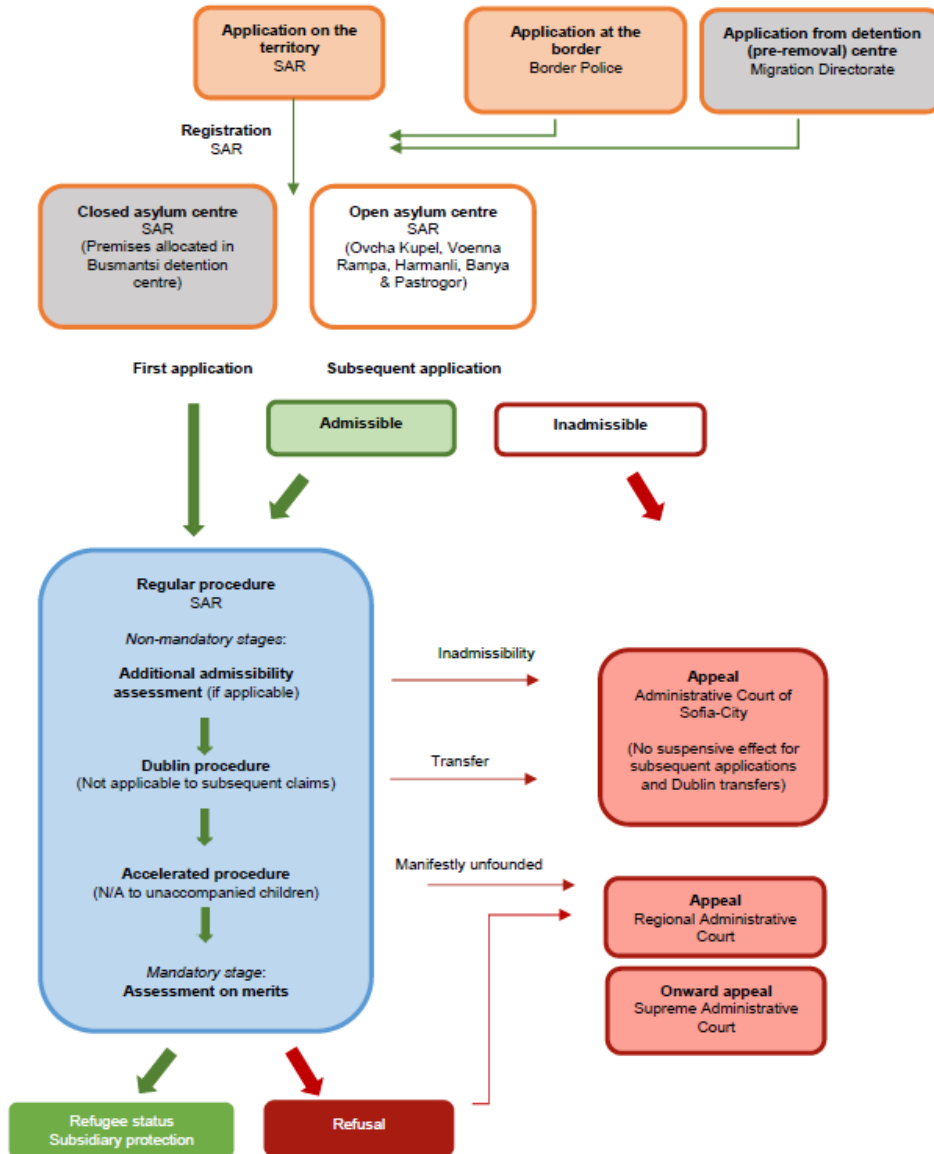 Application on the
territory
SAR
Application at the
border
Border Police
Application from detention
(pre-removal) centre
Migration Directorate
Registration
SAR
Closed asylum centre
SAR
(Premises allocated in
Busmantsi detention
centre)
Open asylum centre
SAR
(Ovcha Kupel, Voenna
Rampa, Harmanli, Banya
& Pastrogor)
First application
Subsequent application
Admissible
Inadmissible
Regular procedure
SAR
Non-mandatory stages:
Additional admissibility
assessment (if applicable)
Dublin procedure
(Not applicable to subsequent claims)
Accelerated procedure
(N/A to unaccompanied children)
Mandatory stage:
Assessment on merits
Inadmissibility
Transfer
Manifestly unfounded
Appeal
Administrative Court of
Sofia-City
(No suspensive effect for
subsequent applications
and Dublin transfers)
Appeal
Regional Administrative
Court
Onward appeal
Supreme Administrative
Court
Refugee status
Subsidiary protection
Refusal